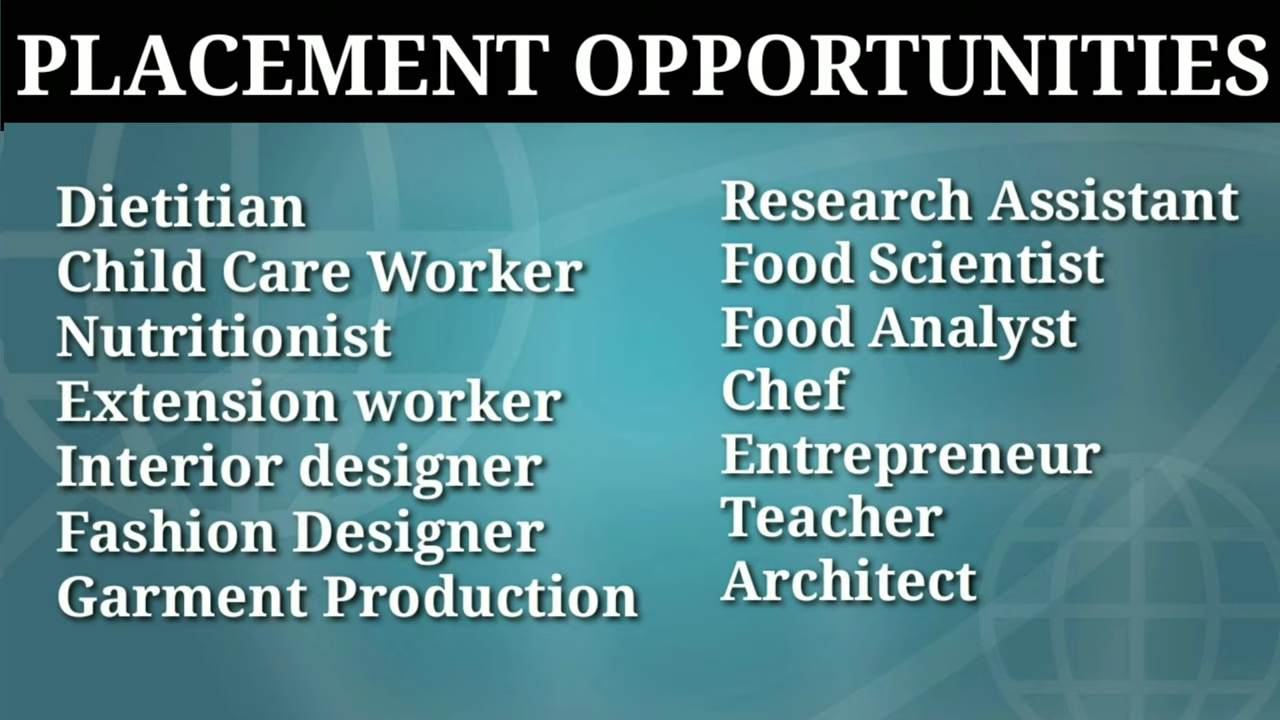 PLACEMENT OPPORTUNITIES
Dietitian
Child Care Worker
Nutritionist
Extension worker
Interior designer
Fashion Designer
Garment Production
Research Assistant
Food Scientist
Food Analyst
Chef
Entrepreneur
Teacher
Architect